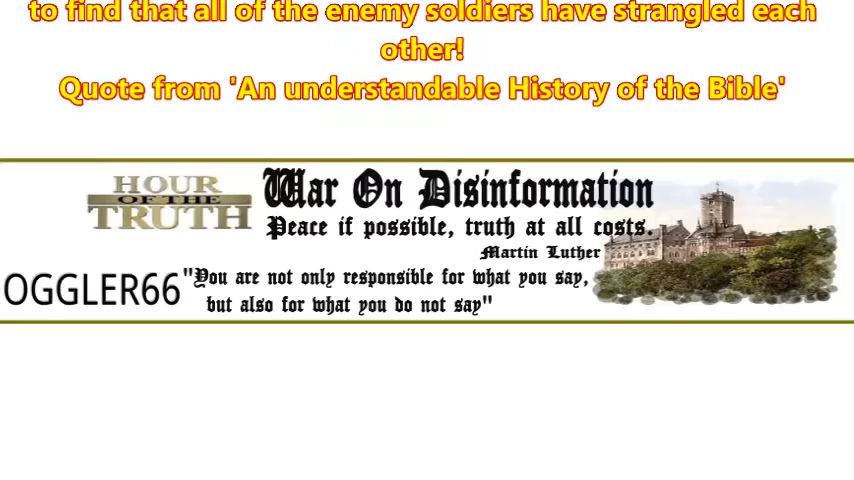 to find that all of the enemy soldiers have strangled each
other!
Quote from 'An understandable History of the Bible'
HOUR
OF THE
TRUTH
War On Disinformation
Peace if possible, truth at all costs.
Martin Luther
OGGLER66
"You are not only responsible for what you say,
but also for what you do not say"